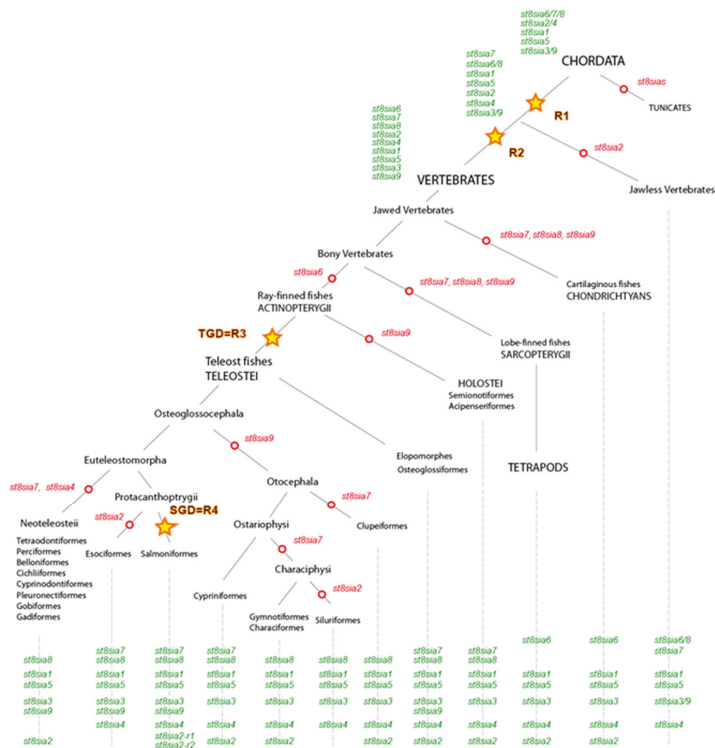 st8sia6/7/8
st8sia2/4
st8sia1
st8sia5
st8sia3/9
CHORDATA
st8sia7
st8sia6/8
st8sia1
st8sia5
st8sia2
st8sia4
st8sia3/9
st8sias
TUNICATES
R1
st8sia6
st8sia7
st8sia8
st8sia2
st8sia4
st8sia1
st8sia5
st8sia3
st8sia9
R2
st8sia2
VERTEBRATES
Jawless Vertebrates
Jawed Vertebrates
st8sia7, st8sia8, st8sia9
Bony Vertebrates
st8sia6
st8sia7, st8sia8, st8sia9
Cartilaginous fishes
CHONDRICHTYANS
Ray-finned fishes
ACTINOPTERYGII
TGD=R3
st8sia9
Lobe-finned fishes
SARCOPTERYGII
Teleost fishes
TELEOSTEI
HOLOSTEI
Semionotiformes
Acipenseriformes
Osteoglossocephala
st8sia9
Elopomorphes
Osteoglossiformes
Euteleostomorpha
TETRAPODS
Otocephala
st8sia7, st8sia4
Protacanthoptrygii
st8sia7
SGD=R4
st8sia2
Neoteleosteii
Ostariophysi
Clupeiformes
Tetraodontiformes
Perciformes
Belloniformes
Cichliiformes
Cyprinodontiformes
Pleuronectiformes
Gobiformes
Gadiformes
Esociformes
Salmoniformes
st8sia7
Characiphysi
st8sia2
Cypriniformes
Gymnotiformes
Characiformes
Siluriformes
st8sia6 st8sia6 st8sia6/8
st8sia7 st8sia7 st8sia7 st8sia7 st8sia7 st8sia7
st8sia8 st8sia8 st8sia8 st8sia8 st8sia8 st8sia8 st8sia8 st8sia8 st8sia8
st8sia1 st8sia1 st8sia1 st8sia1 st8sia1 st8sia1 st8sia1 st8sia1 st8sia1 st8sia1 st8sia1 st8sia1
st8sia5 st8sia5 st8sia5 st8sia5 st8sia5 st8sia5 st8sia5 st8sia5 st8sia5 st8sia5 st8sia5 st8sia5
st8sia3 st8sia3 st8sia3 st8sia3 st8sia3 st8sia3 st8sia3 st8sia3 st8sia3 st8sia3 st8sia3 st8sia3/9
st8sia9 st8sia9 st8sia9 st8sia9
st8sia4 st8sia4 st8sia4 st8sia4 st8sia4 st8sia4 st8sia4 st8sia4 st8sia4 st8sia4 st8sia4
st8sia2-r1
st8sia2 st8sia2-r2 st8sia2 st8sia2 st8sia2 st8sia2 st8sia2 st8sia2 st8sia2